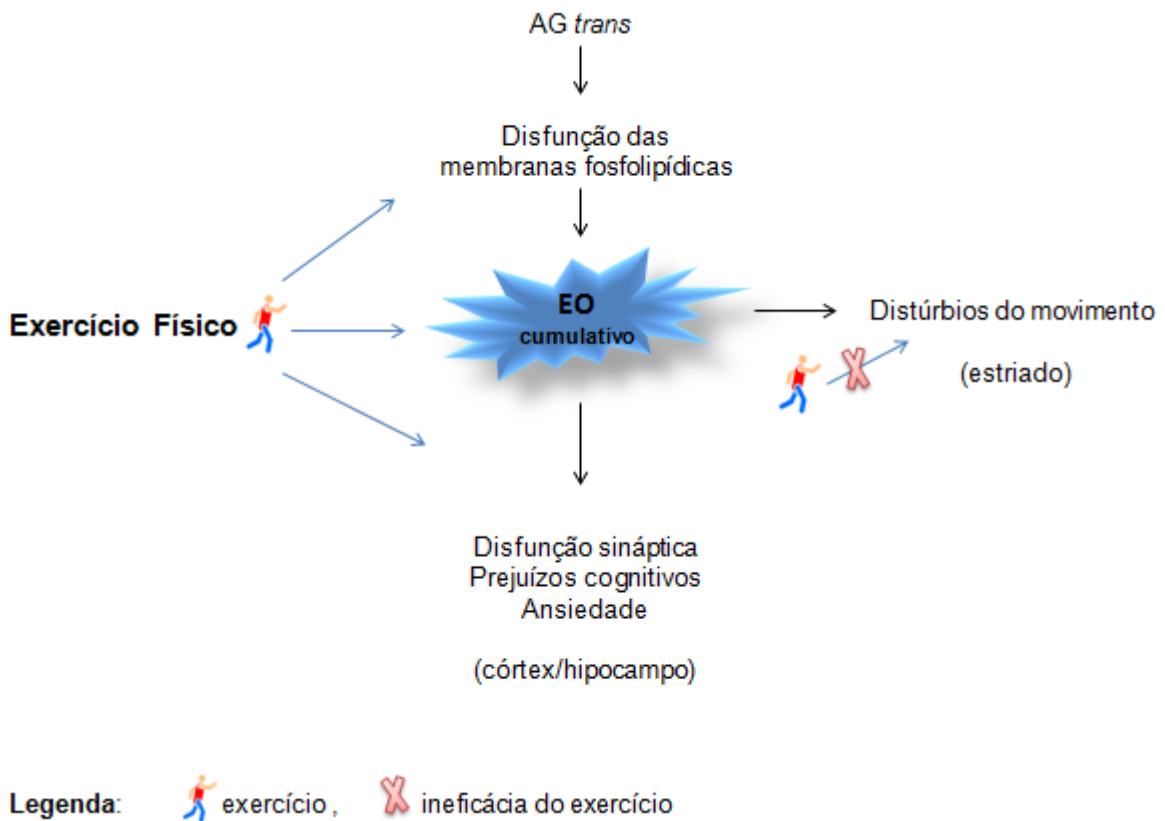 AG trans
Disfunção das
membranas fosfolipídicas
Exercício Físico
EO
cumulativo
Distúrbios do movimento
(estriado)
Disfunção sináptica
Prejuízos cognitivos
Ansiedade
(córtex/hipocampo)
Legenda: exercício , ineficácia do exercício